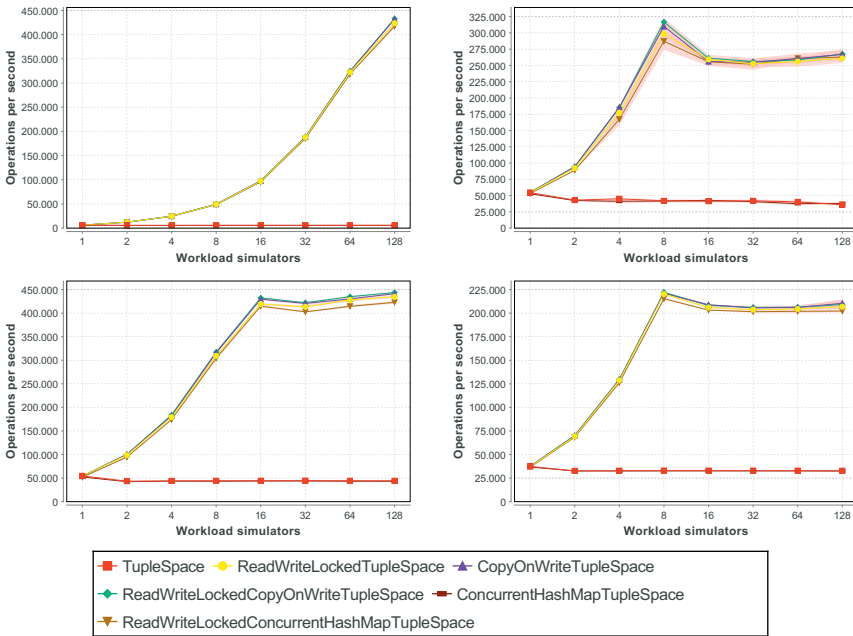 450.000
400.000
350.000
300.000
250.000
200.000
150.000
100.000
50.000
0
Operations per second
1 2 4 8 16 32 64 128
Workload simulators
325.000
300.000
275.000
250.000
225.000
200.000
175.000
150.000
125.000
100.000
75.000
50.000
25.000
0
Operations per second
1 2 4 8 16 32 64 128
Workload simulators
450.000
400.000
350.000
300.000
250.000
200.000
150.000
100.000
50.000
0
Operations per second
1 2 4 8 16 32 64 128
Workload simulators
225.000
200.000
175.000
150.000
125.000
100.000
75.000
50.000
25.000
0
Operations per second
1 2 4 8 16 32 64 128
Workload simulators
TupleSpace ReadWriteLockedTupleSpace CopyOnWriteTupleSpace
ReadWriteLockedCopyOnWriteTupleSpace ConcurrentHashMapTupleSpace
ReadWriteLockedConcurrentHashMapTupleSpace